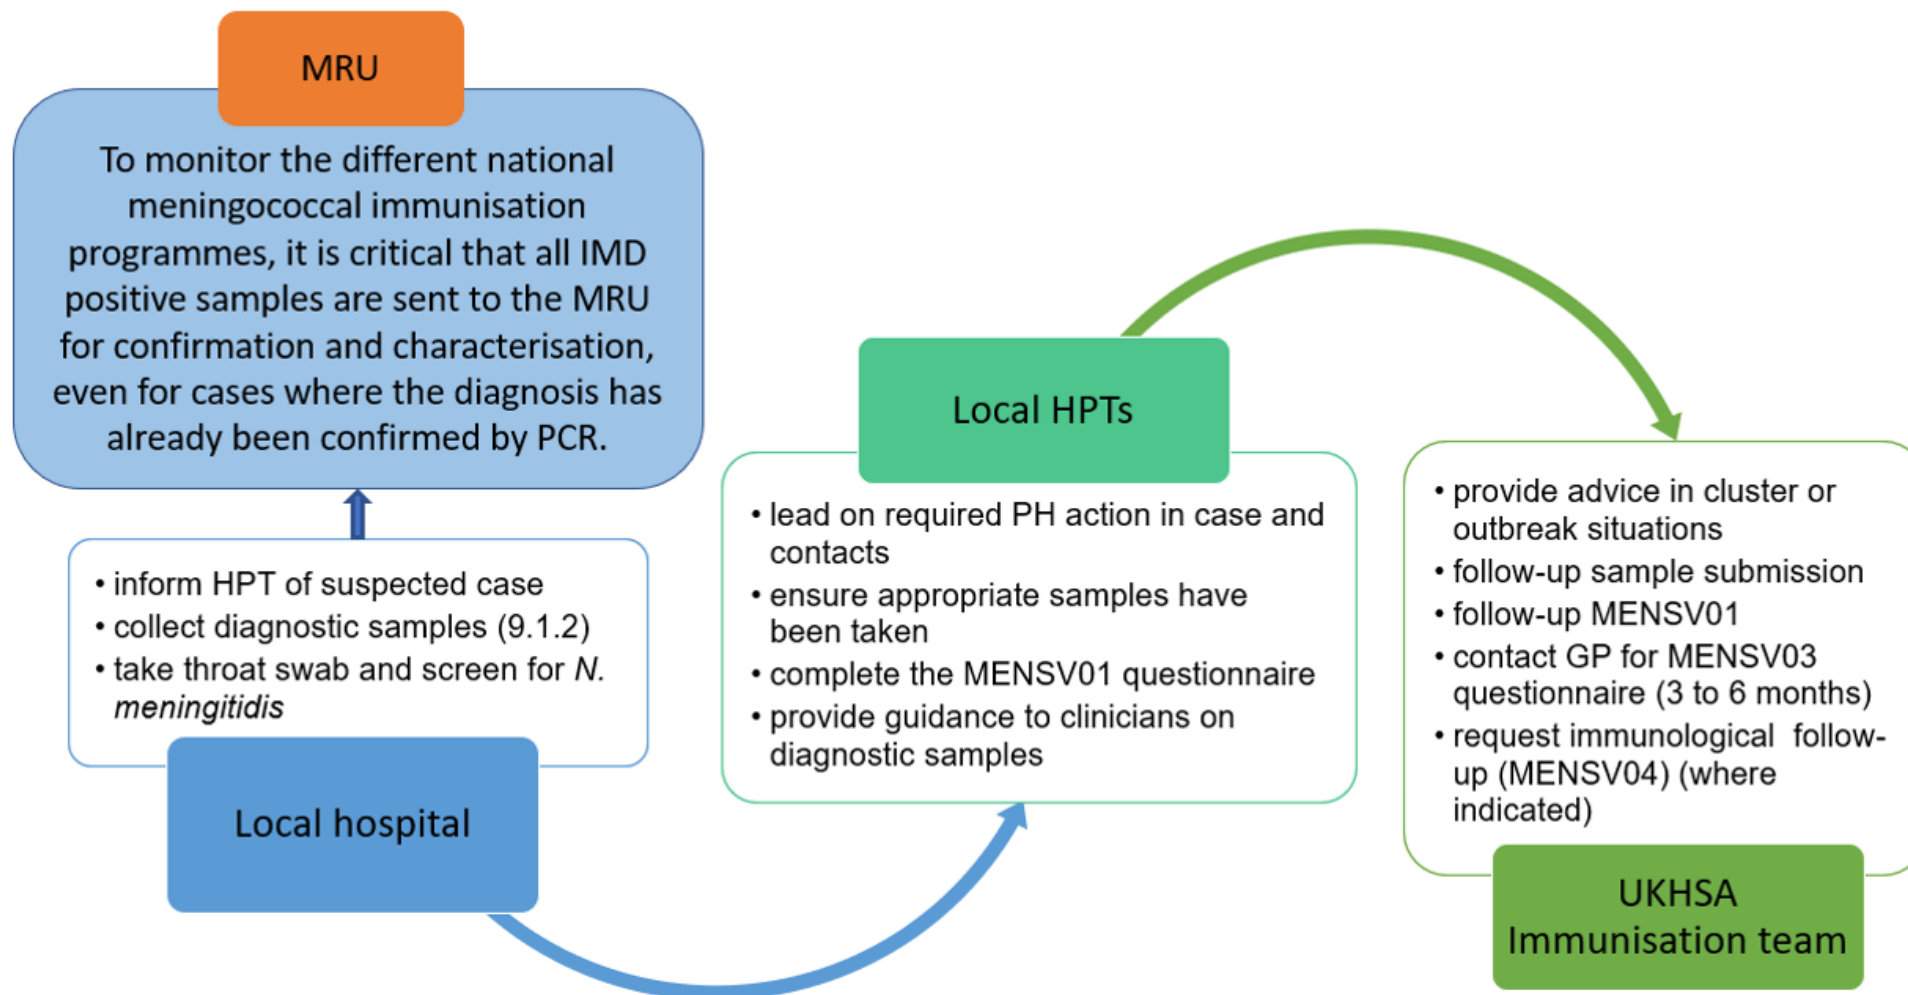 MRU
To monitor the different national
meningococcal immunisation
programmes, it is critical that all IMD
positive samples are sent to the MRU
for confirmation and characterisation,
even for cases where the diagnosis has
already been confirmed by PCR.
• inform HPT of suspected case
• collect diagnostic samples (9.1.2)
• take throat swab and screen for N.
meningitidis
Local hospital
Local HPTs
• lead on required PH action in case and
contacts
• ensure appropriate samples have
been taken
• complete the MENSV01 questionnaire
• provide guidance to clinicians on
diagnostic samples
• provide advice in cluster or
outbreak situations
• follow-up sample submission
• follow-up MENSV01
• contact GP for MENSV03
questionnaire (3 to 6 months)
• request immunological follow-
up (MENSV04) (where
indicated)
UKHSA
Immunisation team